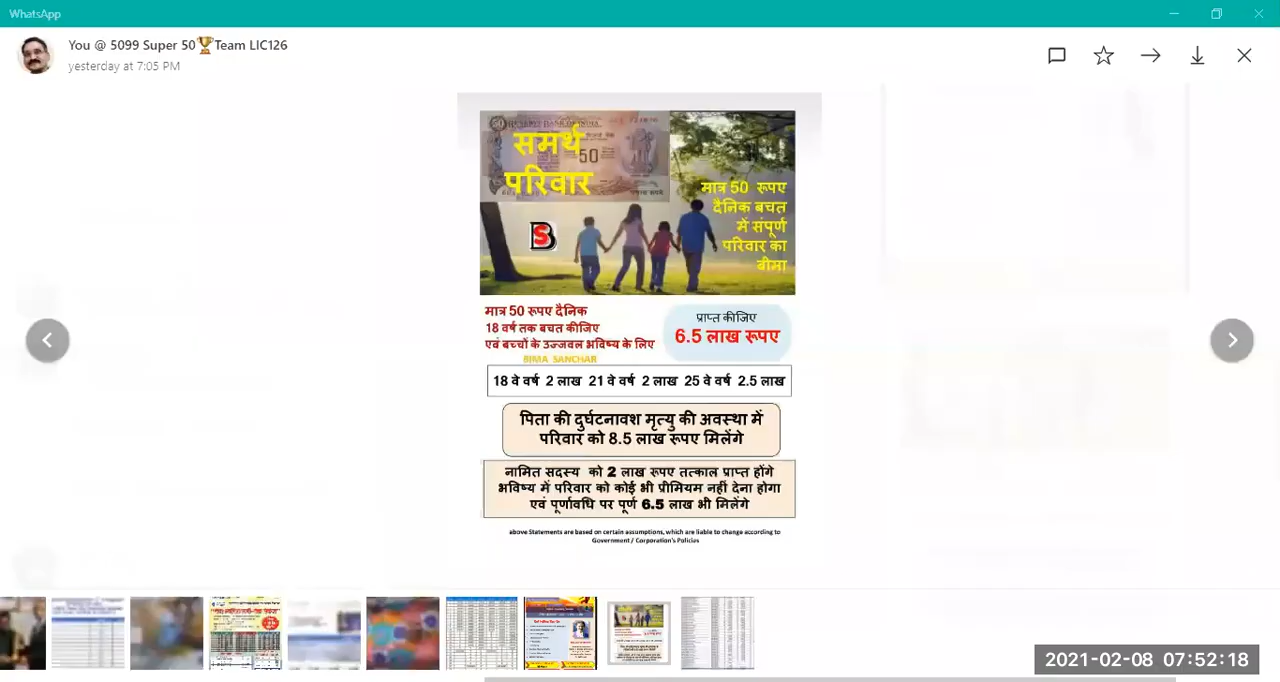 WhatsApp
You @ 5099 Super 50🏆Team LIC126
yesterday at 7:05 PM
समर्थ
परिवार
50
मात्र 50 रूपए
दैनिक बचत
में संपूर्ण
परिवार का
बीमा
मात्र 50 रूपए दैनिक
18 वर्ष तक बचत कीजिए
एवं बच्चों के उज्जवल भविष्य के लिए
BIMA SANCHAR
प्राप्त कीजिए
6.5 लाख रूपए
18 वे वर्ष 2 लाख 21 वे वर्ष 2 लाख 25 वे वर्ष 2.5 लाख
पिता की दुर्घटनावश मृत्यु की अवस्था में
परिवार को 8.5 लाख रूपए मिलेंगे
नामित सदस्य को 2 लाख रूपए तत्काल प्राप्त होंगे
भविष्य में परिवार को कोई भी प्रीमियम नहीं देना होगा
एवं पूर्णावधि पर पूर्ण 6.5 लाख भी मिलेंगे
above Statements are based on certain assumptions, which are liable to change according to
Government / Corporation's Policies
2021-02-08 07:52:18